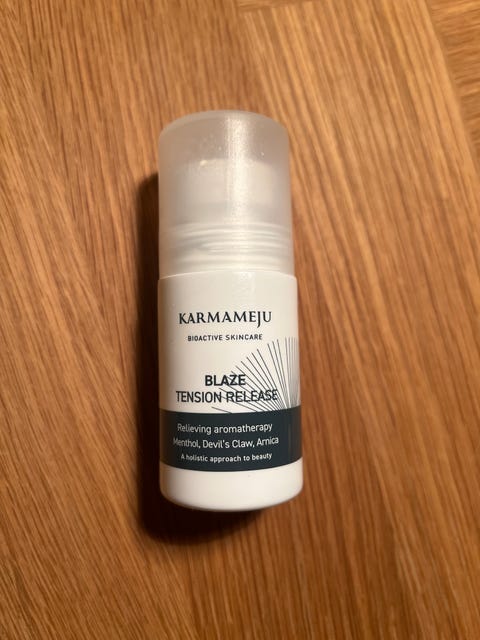 KARMAMEJU
BIOACTIVE SKINCARE
BLAZE
TENSION RELEASE
Relieving aromatherapy
Menthol, Devil's Claw, Arnica
A holistic approach to beauty